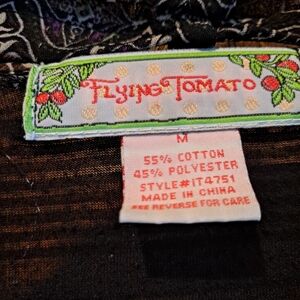 FLYING TOMATO
M
55% COTTON
45% POLYESTER
STYLE#IT4751
MADE IN CHINA
SEE REVERSE FOR CARE